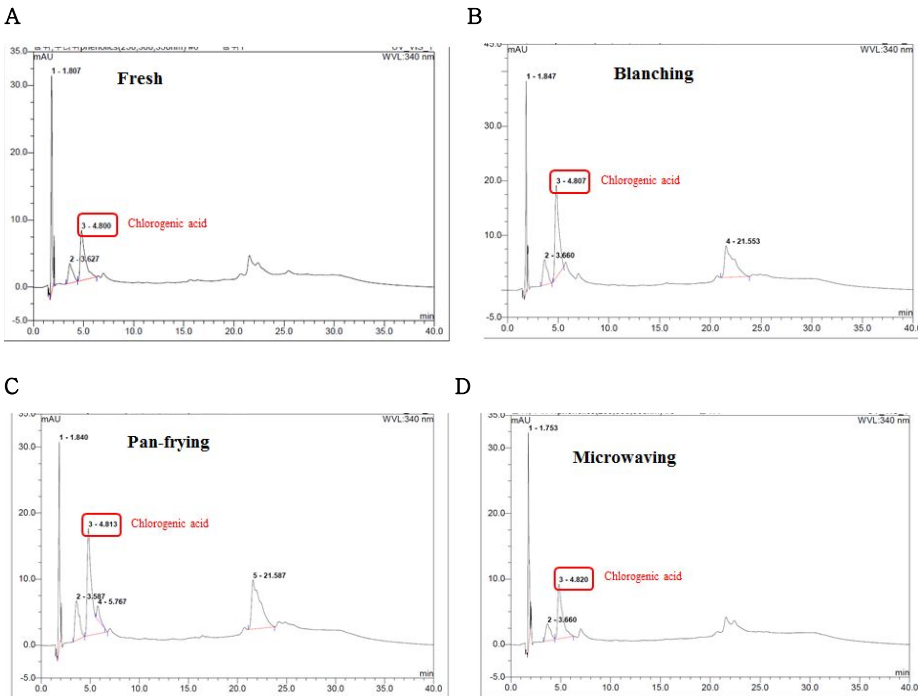 A
35.0
mAU
WVL:340 nm
1 - 1.807
Fresh
30.0
20.0
10.0
3 - 4.800
Chlorogenic acid
2 - 3.627
0.0
-5.0
min
0.0 5.0 10.0 15.0 20.0 25.0 30.0 35.0 40.0
B
45.0
mAU
WVL:340 nm
1 - 1.847
Blanching
30.0
20.0
3 - 4.807
Chlorogenic acid
10.0
4 - 21.553
2 - 3.660
-5.0
min
0.0 5.0 10.0 15.0 20.0 25.0 30.0 35.0 40.0
C
35.0
mAU
WVL:340 nm
1 - 1.840
Pan-frying
30.0
20.0
3 - 4.813
Chlorogenic acid
10.0
5 - 21.587
2 - 3.587
4 - 5.767
0.0
-5.0
min
0.0 5.0 10.0 15.0 20.0 25.0 30.0 35.0 40.0
D
35.0
mAU
WVL:340 nm
1 - 1.753
Microwaving
30.0
20.0
10.0
3 - 4.820
Chlorogenic acid
2 - 3.660
0.0
-5.0
min
0.0 5.0 10.0 15.0 20.0 25.0 30.0 35.0 40.0